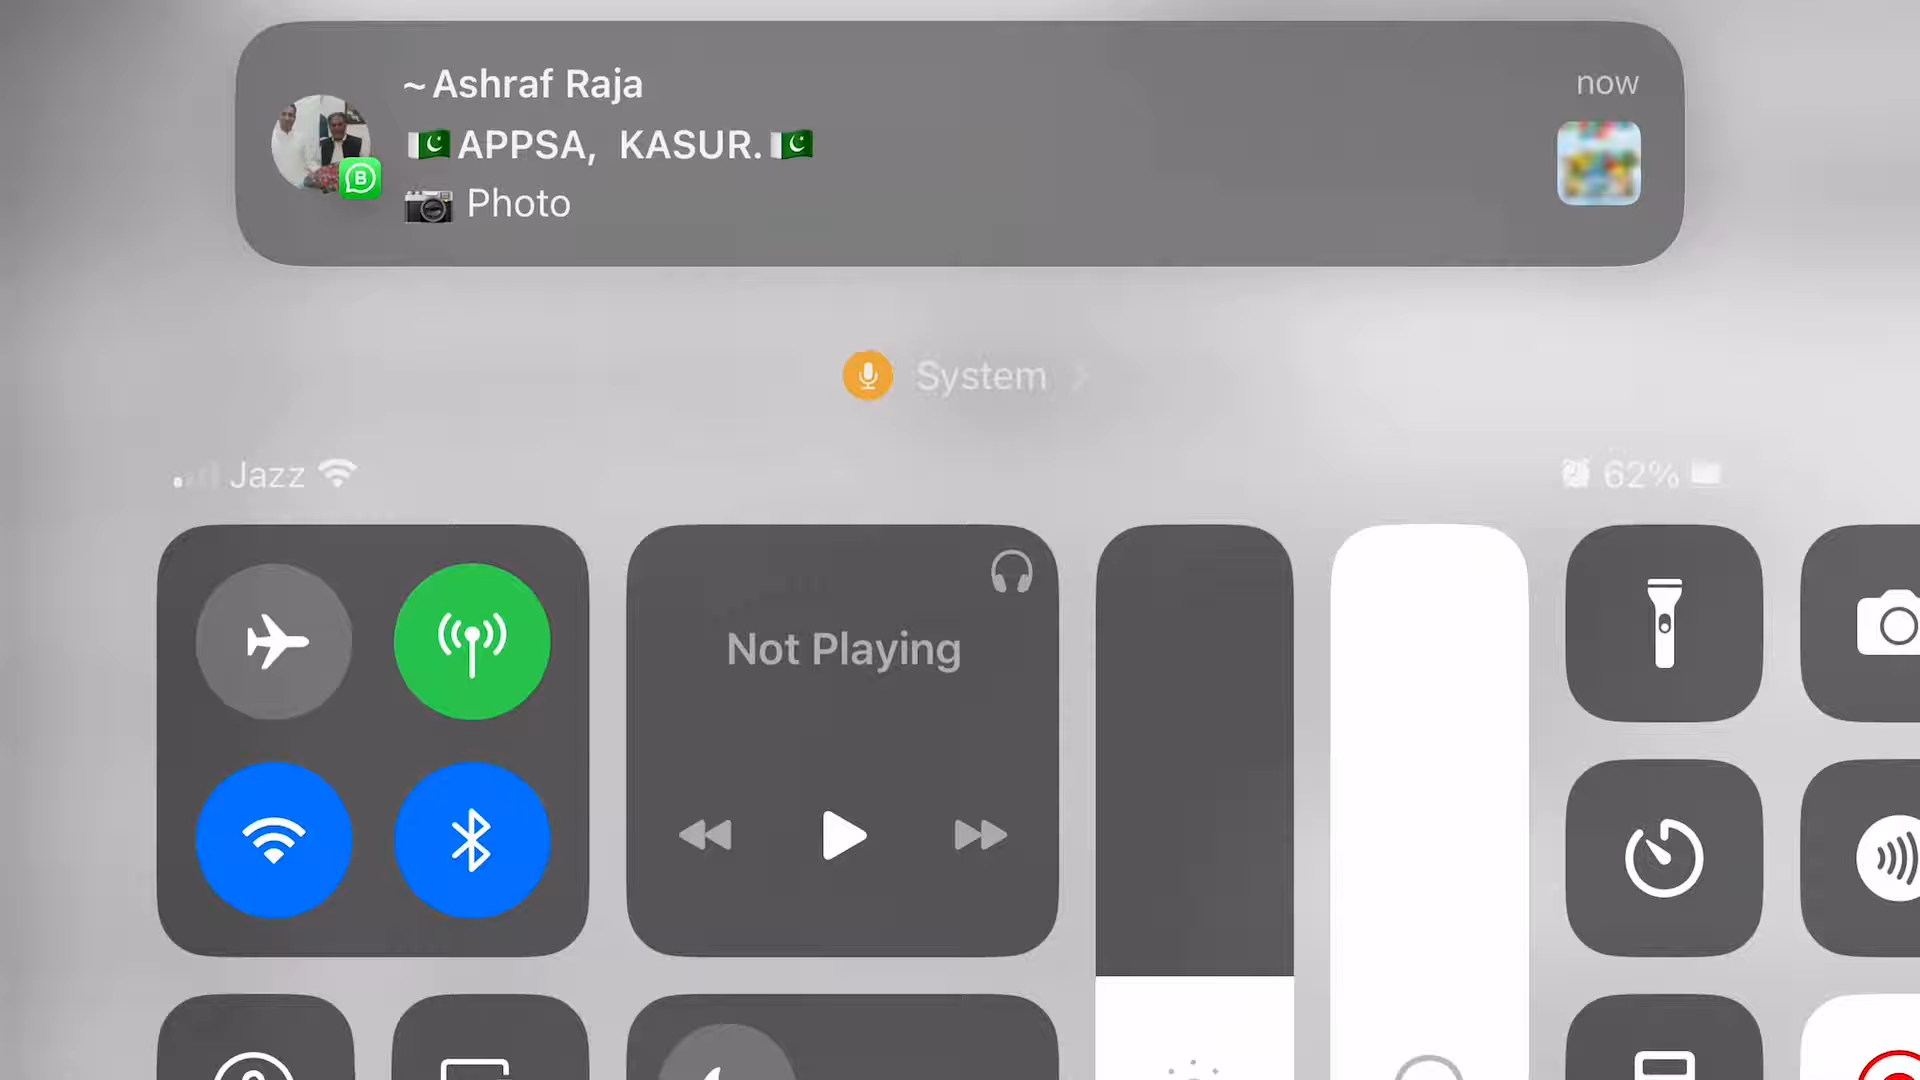 ~Ashraf Raja
now
🇵🇰APPSA, KASUR.🇵🇰
📷 Photo
System
Jazz
62%
Not Playing